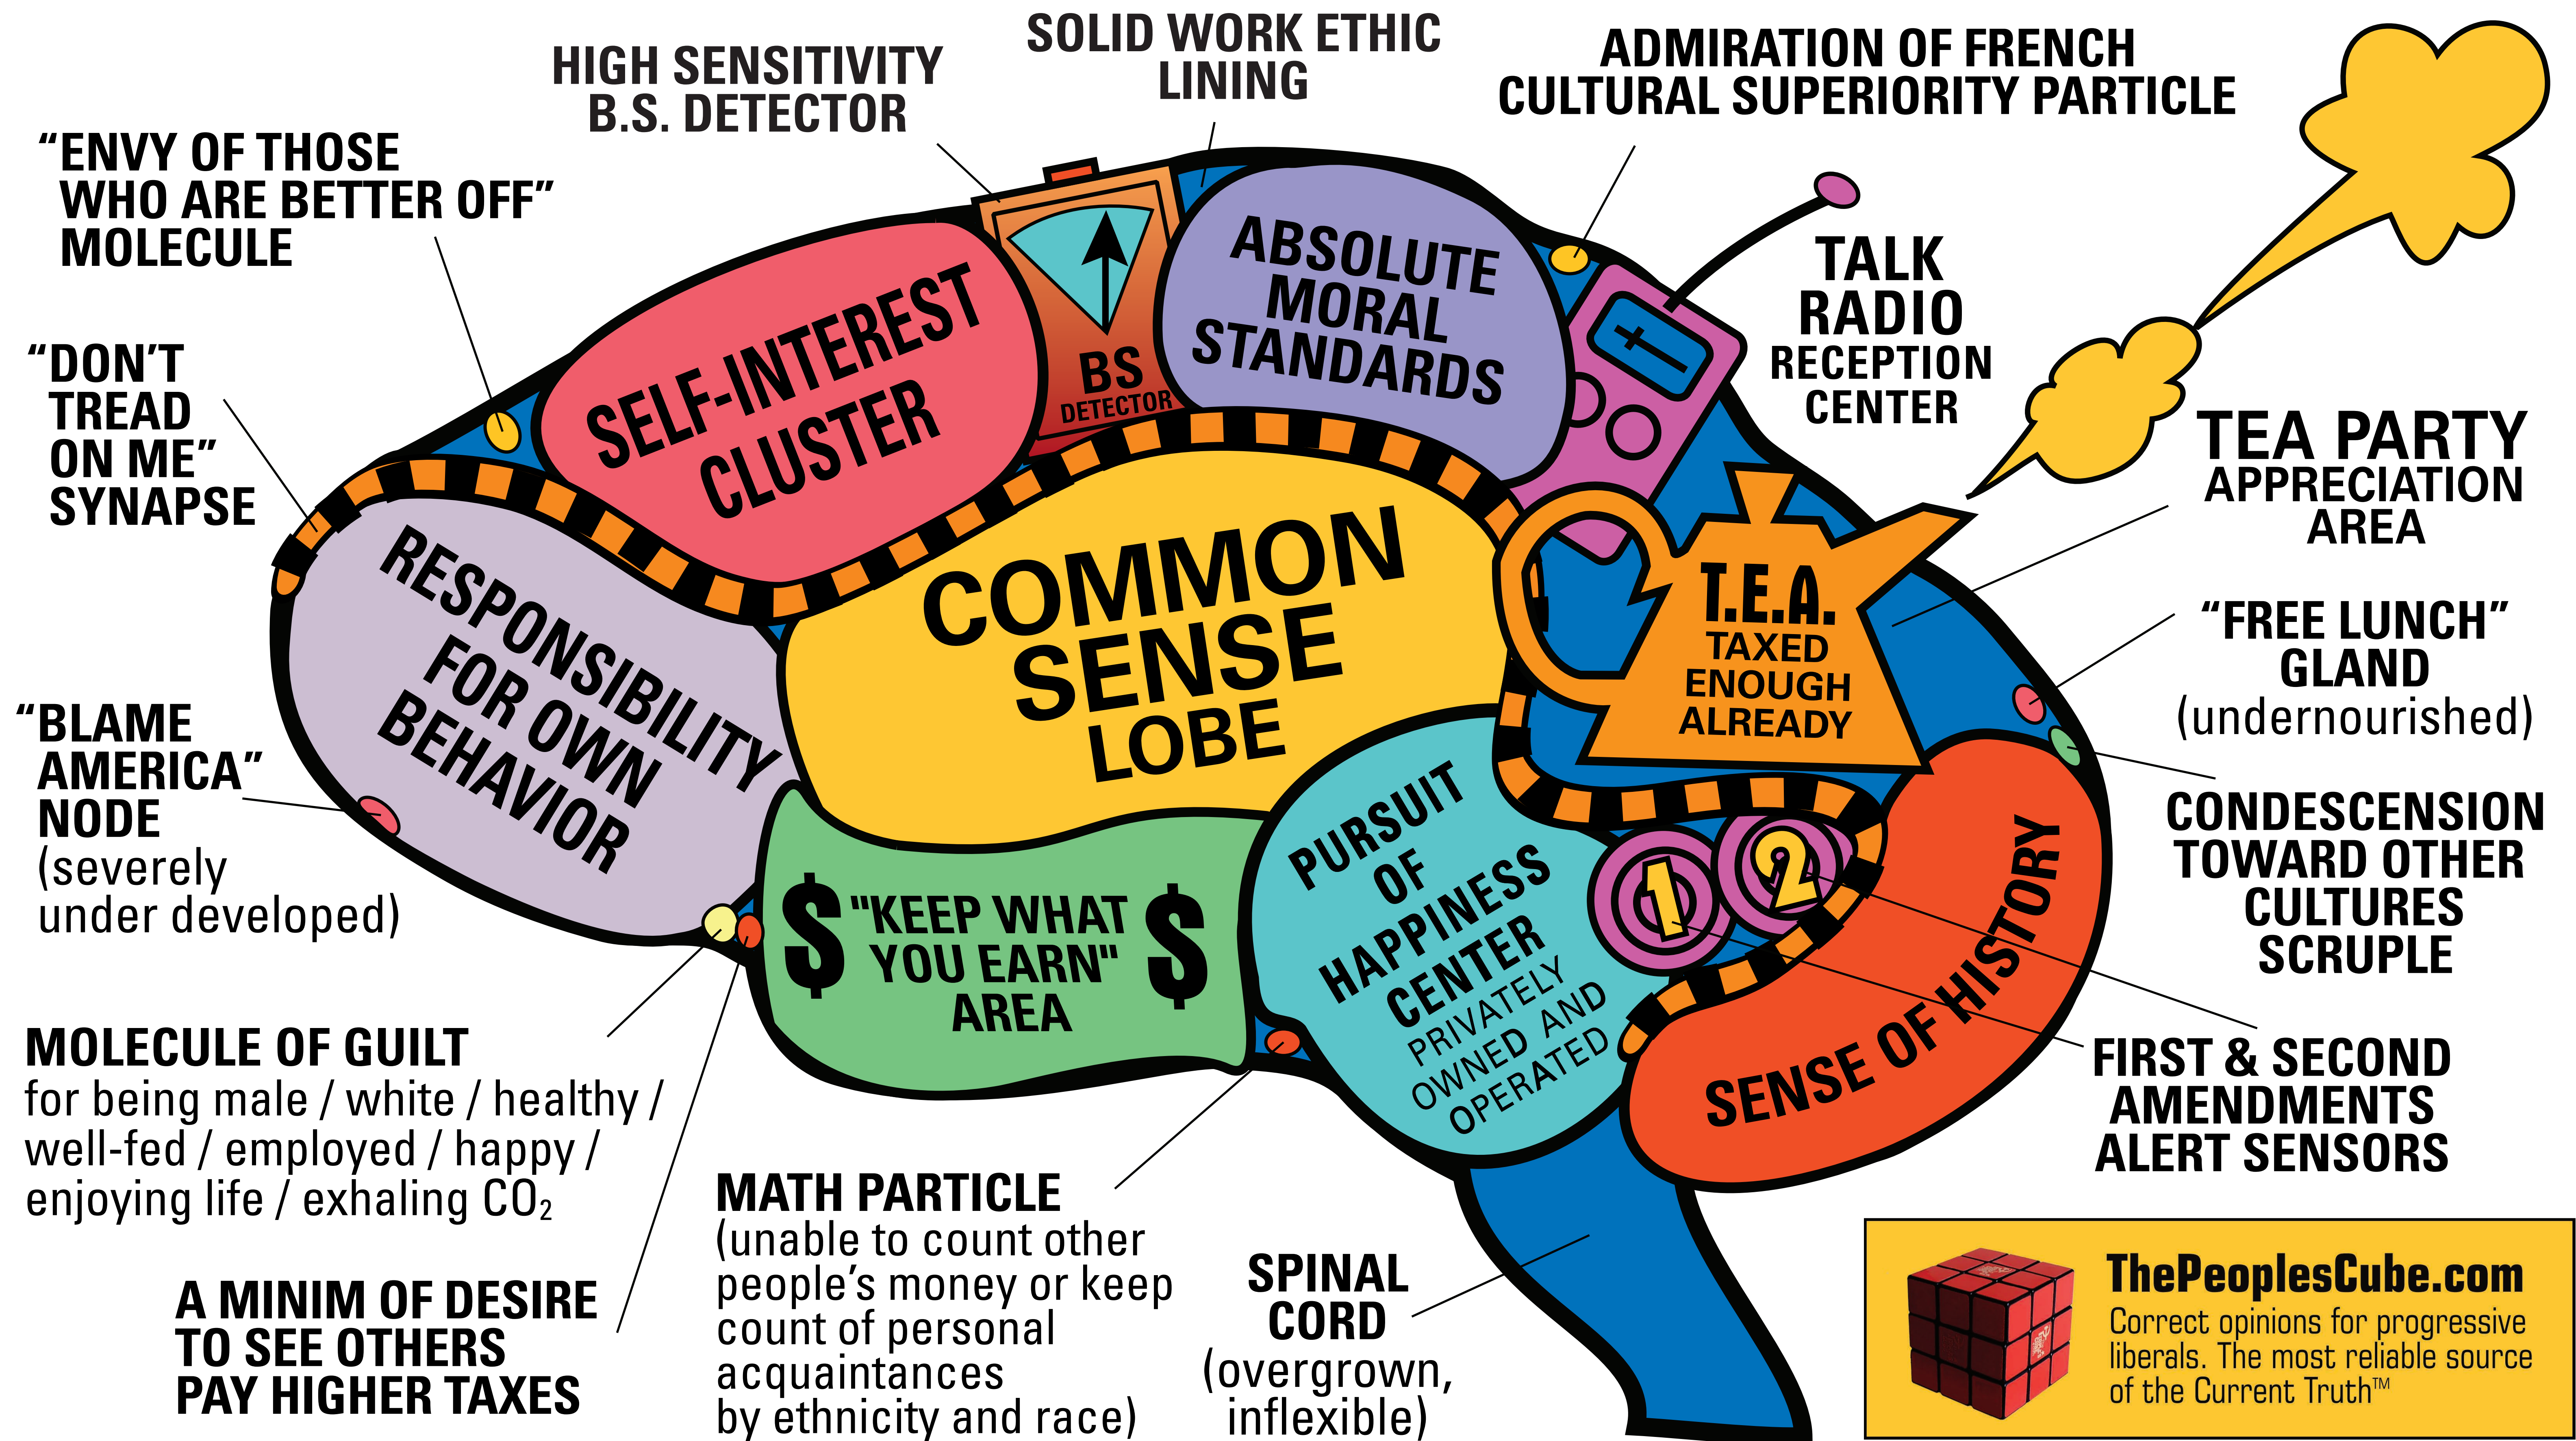 SOLID WORK ETHIC
LINING
HIGH SENSITIVITY
B.S. DETECTOR
ADMIRATION OF FRENCH
CULTURAL SUPERIORITY PARTICLE
“ENVY OF THOSE
WHO ARE BETTER OFF”
MOLECULE
“DON’T
TREAD
ON ME”
SYNAPSE
SELF-INTEREST
CLUSTER
BS
DETECTOR
ABSOLUTE
MORAL
STANDARDS
TALK
RADIO
RECEPTION
CENTER
TEA PARTY
APPRECIATION
AREA
RESPONSIBILITY
FOR OWN
BEHAVIOR
COMMON
SENSE
LOBE
T.E.A.
TAXED
ENOUGH
ALREADY
“FREE LUNCH”
GLAND
(undernourished)
“BLAME
AMERICA”
NODE
(severely
under developed)
$ "KEEP WHAT
YOU EARN" $
AREA
PURSUIT
OF
HAPPINESS
CENTER
PRIVATELY
OWNED AND
OPERATED
1 2
SENSE OF HISTORY
CONDESCENSION
TOWARD OTHER
CULTURES
SCRUPLE
FIRST & SECOND
AMENDMENTS
ALERT SENSORS
MOLECULE OF GUILT
for being male / white / healthy /
well-fed / employed / happy /
enjoying life / exhaling CO₂
A MINIM OF DESIRE
TO SEE OTHERS
PAY HIGHER TAXES
MATH PARTICLE
(unable to count other
people’s money or keep
count of personal
acquaintances
by ethnicity and race)
SPINAL
CORD
(overgrown,
inflexible)
ThePeoplesCube.com
Correct opinions for progressive
liberals. The most reliable source
of the Current Truth™